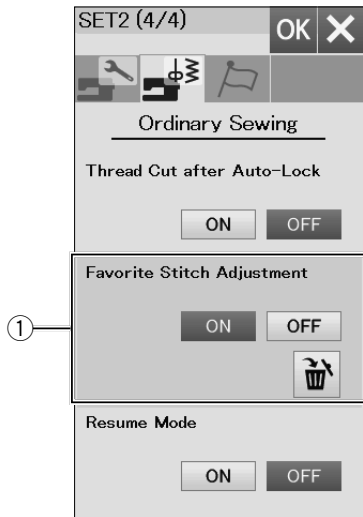 SET2 (4/4)
OK
Ordinary Sewing
Thread Cut after Auto-Lock
ON OFF
Favorite Stitch Adjustment
① ON OFF
Resume Mode
ON OFF